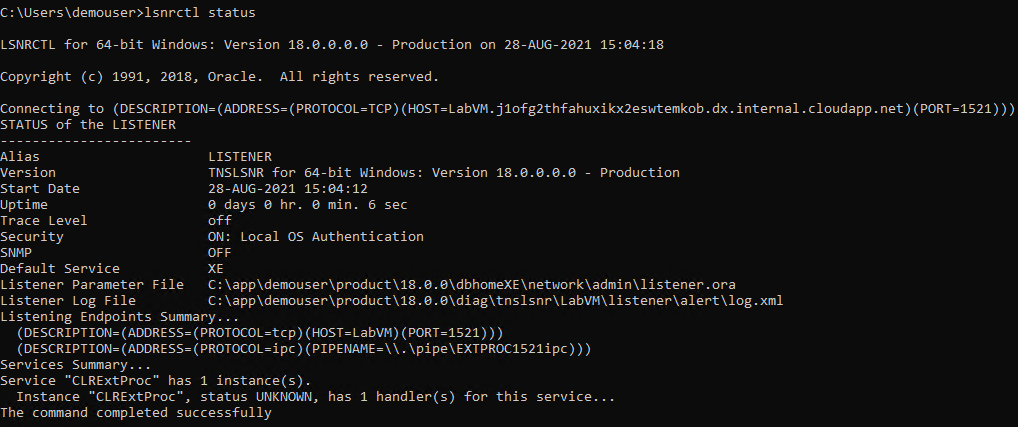 C:\Users\demouser>lsnrctl status
LSNRCTL for 64-bit Windows: Version 18.0.0.0.0 - Production on 28-AUG-2021 15:04:18
Copyright (c) 1991, 2018, Oracle.  All rights reserved.
Connecting to (DESCRIPTION=(ADDRESS=(PROTOCOL=TCP)(HOST=LabVM.j1ofg2thfahuxikx2eswtemkob.dx.internal.cloudapp.net)(PORT=1521)))
STATUS of the LISTENER
------------------------
Alias                     LISTENER
Version                   TNSLSNR for 64-bit Windows: Version 18.0.0.0.0 - Production
Start Date                28-AUG-2021 15:04:12
Uptime                    0 days 0 hr. 0 min. 6 sec
Trace Level               off
Security                  ON: Local OS Authentication
SNMP                      OFF
Default Service           XE
Listener Parameter File   C:\app\demouser\product\18.0.0\dbhomeXE\network\admin\listener.ora
Listener Log File         C:\app\demouser\product\18.0.0\diag\tnslsnr\LabVM\listener\alert\log.xml
Listening Endpoints Summary...
  (DESCRIPTION=(ADDRESS=(PROTOCOL=tcp)(HOST=LabVM)(PORT=1521)))
  (DESCRIPTION=(ADDRESS=(PROTOCOL=ipc)(PIPENAME=\\.\pipe\EXTPROC1521ipc)))
Services Summary...
Service "CLRExtProc" has 1 instance(s).
  Instance "CLRExtProc", status UNKNOWN, has 1 handler(s) for this service...
The command completed successfully